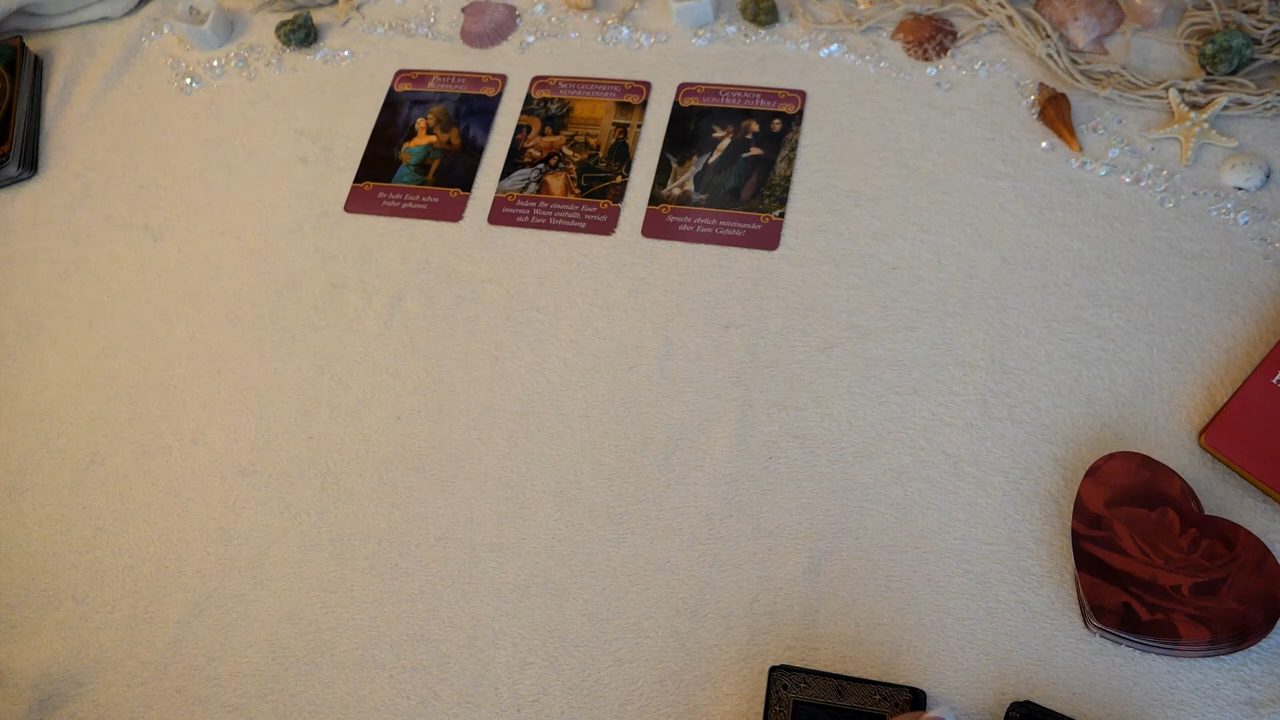 PAST-LIFE
BEZIEHUNG
Ihr habt Euch schon
früher gekannt.
SICH GEGENSEITIG
KENNENLERNEN
Indem Ihr einander Euer
innerstes Wesen enthüllt, vertieft
sich Eure Verbindung.
GESPRÄCHE
VON HERZ ZU HERZ
Sprecht ehrlich miteinander
über Eure Gefühle!